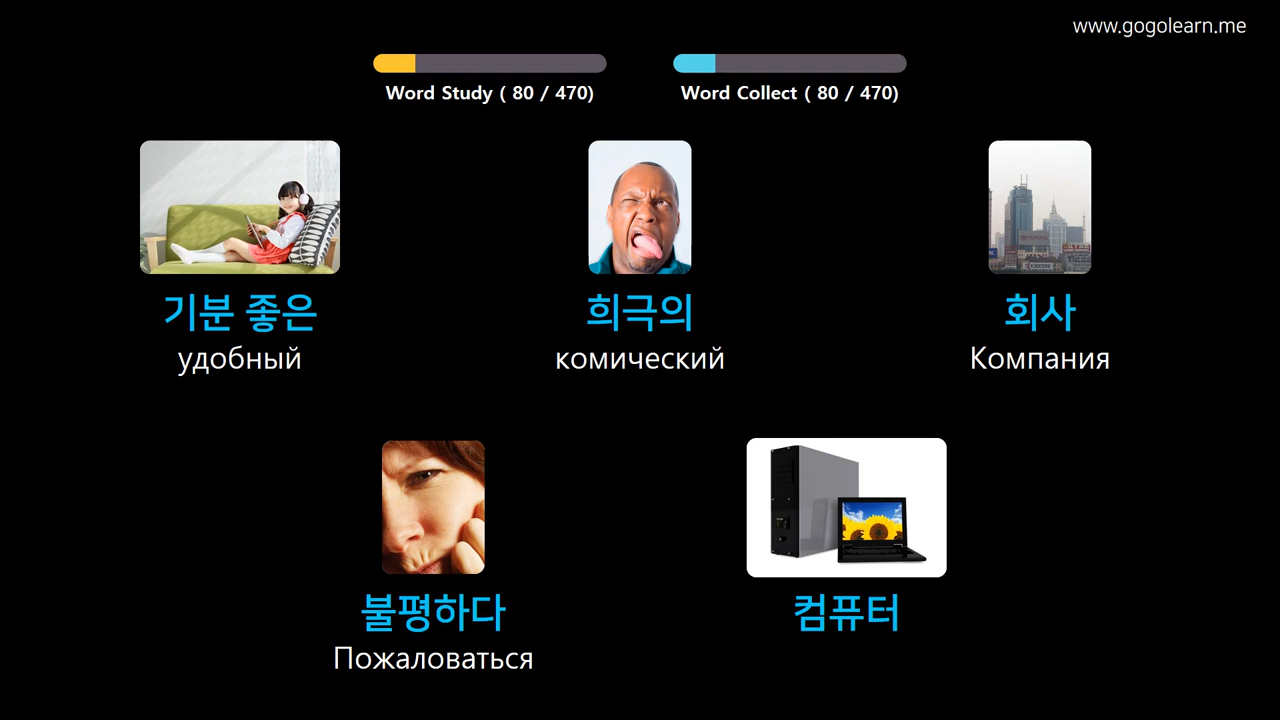 www.gogolearn.me
Word Study ( 80 / 470)
Word Collect ( 80 / 470)
기분 좋은
удобный
희극의
комический
회사
Компания
불평하다
Пожаловаться
컴퓨터